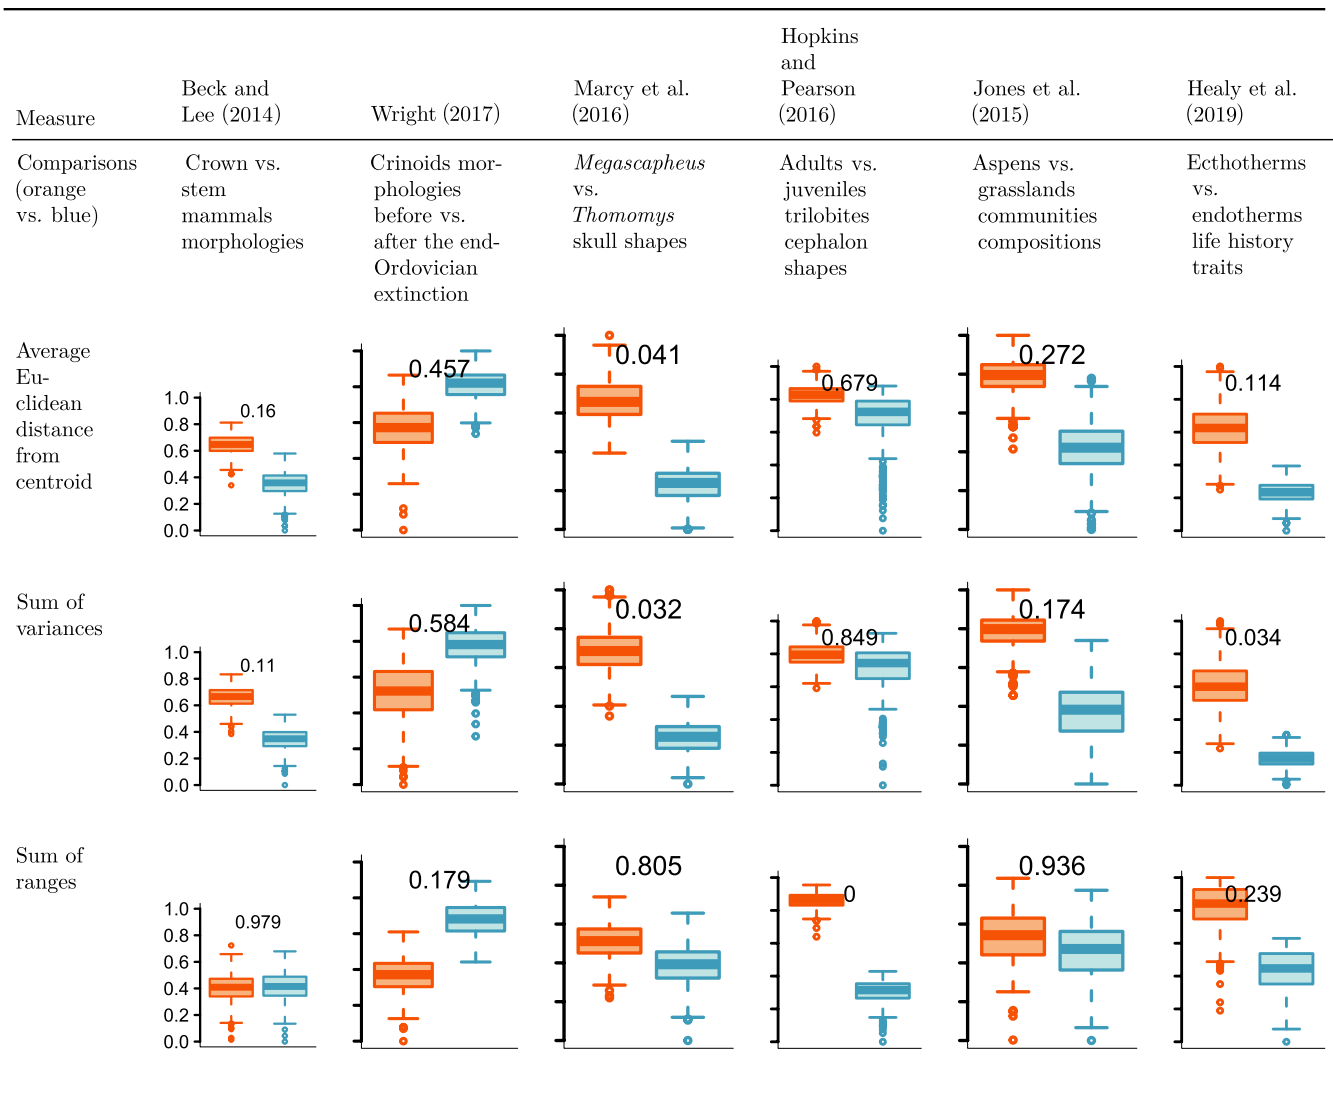 Measure
Beck and
Lee (2014)
Wright (2017)
Marcy et al.
(2016)
Hopkins
and
Pearson
(2016)
Jones et al.
(2015)
Healy et al.
(2019)
Comparisons
(orange
vs. blue)
Crown vs.
stem
mammals
morphologies
Crinoids mor-
phologies
before vs.
after the end-
Ordovician
extinction
Megascapheus
vs.
Thomomys
skull shapes
Adults vs.
juveniles
trilobites
cephalon
shapes
Aspens vs.
grasslands
communities
compositions
Ecthotherms
vs.
endotherms
life history
traits
Average
Eu-
clidean
distance
from
centroid
1.0
0.8
0.6
0.4
0.2
0.0
0.16
0.457
0.041
0.679
0.272
0.114
Sum of
variances
1.0
0.8
0.6
0.4
0.2
0.0
0.11
0.584
0.032
0.849
0.174
0.034
Sum of
ranges
1.0
0.8
0.6
0.4
0.2
0.0
0.979
0.179
0.805
0
0.936
0.239